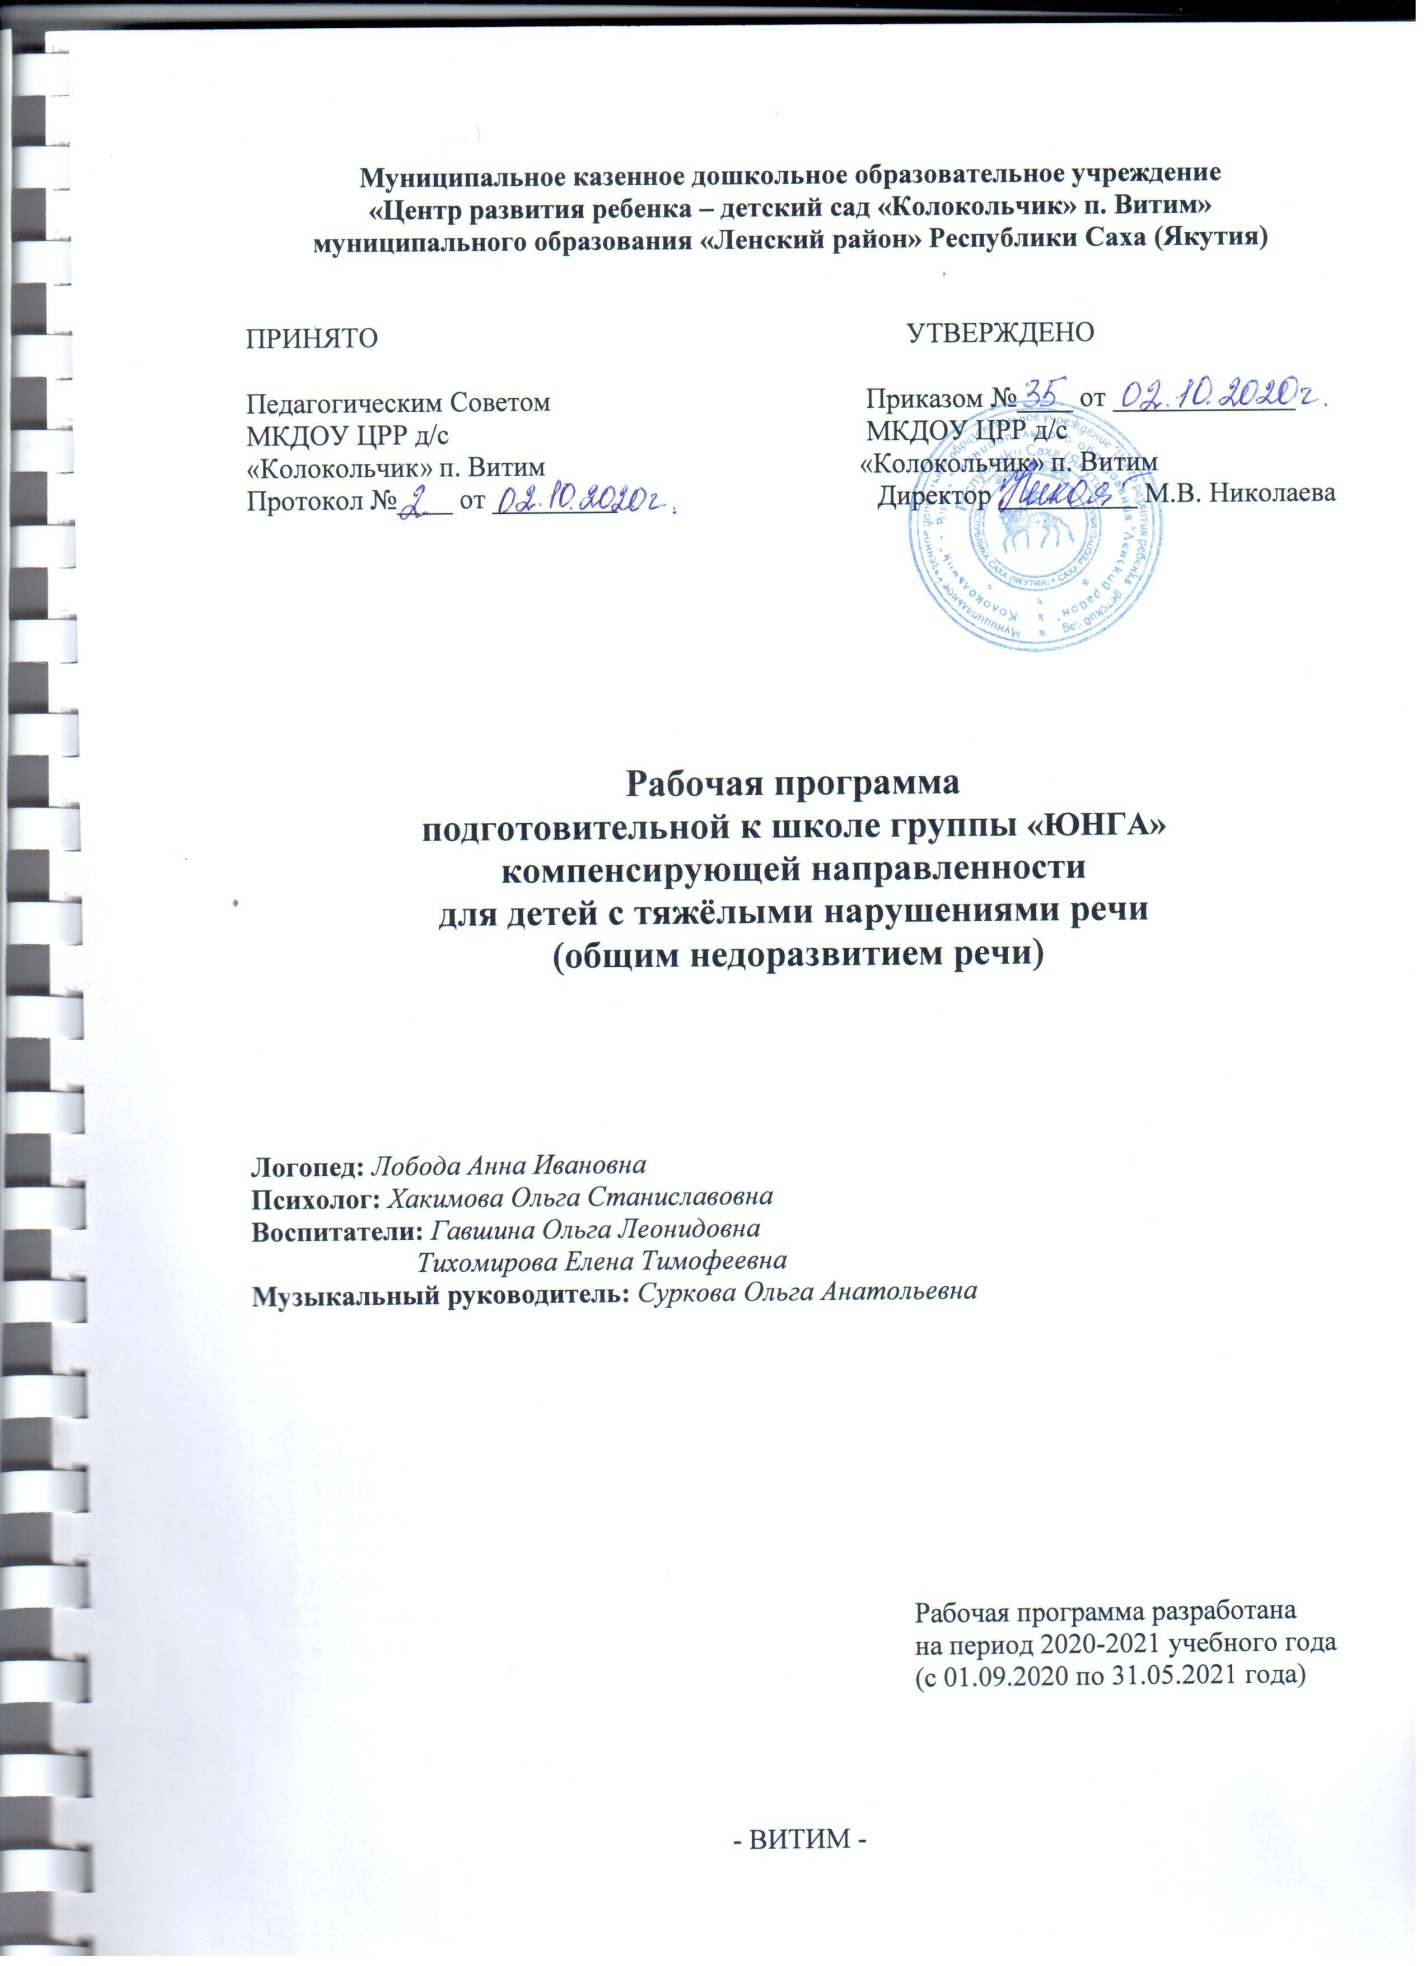 Муниципальное казенное дошкольное образовательное учреждение
«Центр развития ребенка – детский сад «Колокольчик» п. Витим»
муниципального образования «Ленский район» Республики Саха (Якутия)
ПРИНЯТО
Педагогическим Советом
МКДОУ ЦРР д/с
«Колокольчик» п. Витим
Протокол № 2 от 02.10.2020г.
УТВЕРЖДЕНО
Приказом № 35 от 02.10.2020г.
МКДОУ ЦРР д/с
«Колокольчик» п. Витим
Директор М.В. Николаева
Рабочая программа
подготовительной к школе группы «ЮНГА»
компенсирующей направленности
для детей с тяжёлыми нарушениями речи
(общим недоразвитием речи)
Логопед: Лобода Анна Ивановна
Психолог: Хакимова Ольга Станиславовна
Воспитатели: Гавшина Ольга Леонидовна
Тихомирова Елена Тимофеевна
Музыкальный руководитель: Суркова Ольга Анатольевна
Рабочая программа разработана
на период 2020-2021 учебного года
(с 01.09.2020 по 31.05.2021 года)
- ВИТИМ -